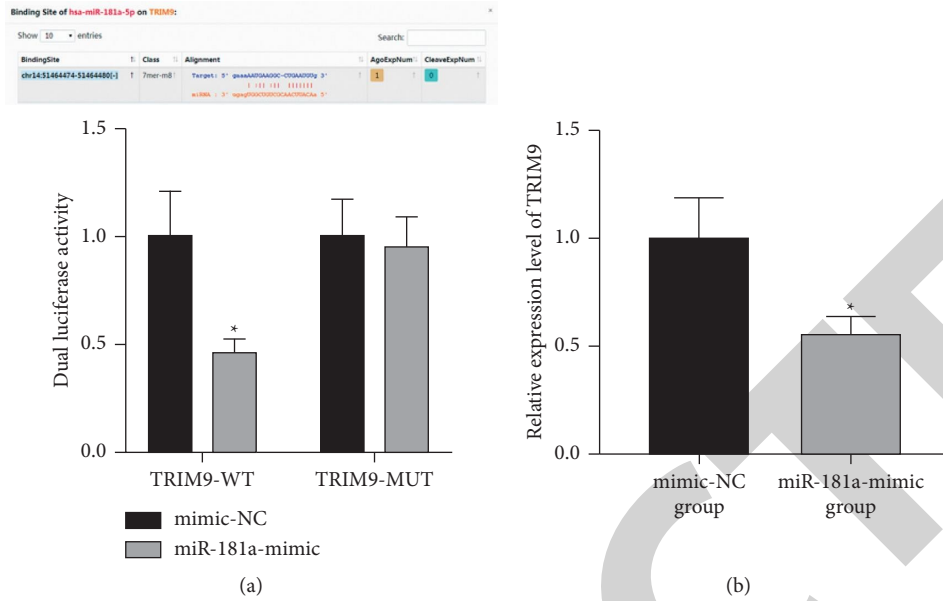 Binding Site of hsa-miR-181a-5p on TRIM9: ×
Show 10 entries Search:
BindingSite Class Alignment AgoExpNum CleaveExpNum
chr14:51464474-51464480[-] 7mer-m8 Target: 5' gaaaAUGAAGGC-CUGAAUGUg 3' 1 0
miRNA : 3' ugagUGGCUGUCGCAACUUACAa 5'
1.5
1.0
0.5
0.0
Dual luciferase activity
*
TRIM9-WT TRIM9-MUT
mimic-NC
miR-181a-mimic
(a)
1.5
1.0
0.5
0.0
Relative expression level of TRIM9
*
mimic-NC group
miR-181a-mimic group
(b)